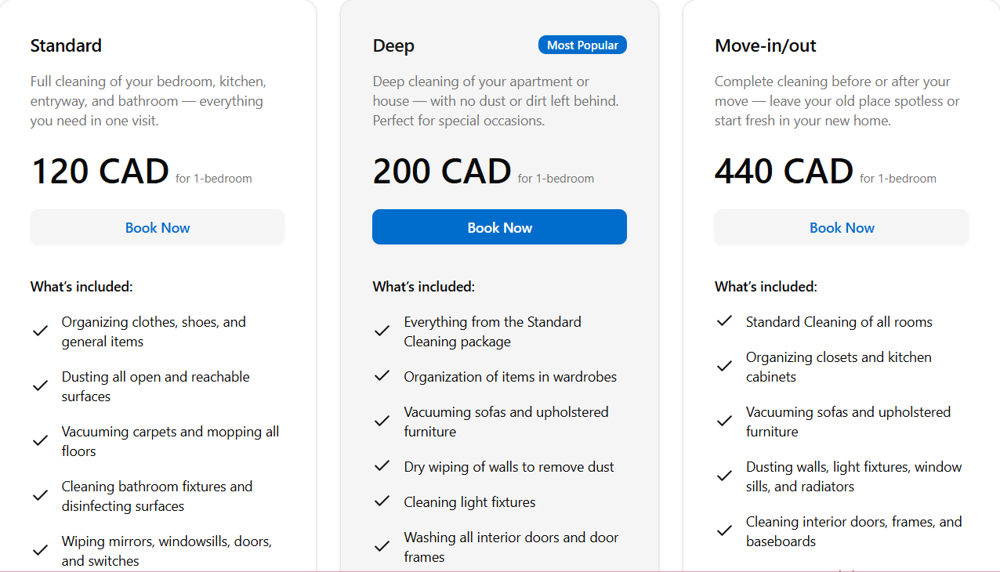 Standard
Full cleaning of your bedroom, kitchen,
entryway, and bathroom — everything
you need in one visit.
120 CAD for 1-bedroom
Book Now
What's included:
Organizing clothes, shoes, and
general items
Dusting all open and reachable
surfaces
Vacuuming carpets and mopping all
floors
Cleaning bathroom fixtures and
disinfecting surfaces
Wiping mirrors, windowsills, doors,
and switches
Deep
Most Popular
Deep cleaning of your apartment or
house — with no dust or dirt left behind.
Perfect for special occasions.
200 CAD for 1-bedroom
Book Now
What's included:
Everything from the Standard
Cleaning package
Organization of items in wardrobes
Vacuuming sofas and upholstered
furniture
Dry wiping of walls to remove dust
Cleaning light fixtures
Washing all interior doors and door
frames
Move-in/out
Complete cleaning before or after your
move — leave your old place spotless or
start fresh in your new home.
440 CAD for 1-bedroom
Book Now
What's included:
Standard Cleaning of all rooms
Organizing closets and kitchen
cabinets
Vacuuming sofas and upholstered
furniture
Dusting walls, light fixtures, window
sills, and radiators
Cleaning interior doors, frames, and
baseboards